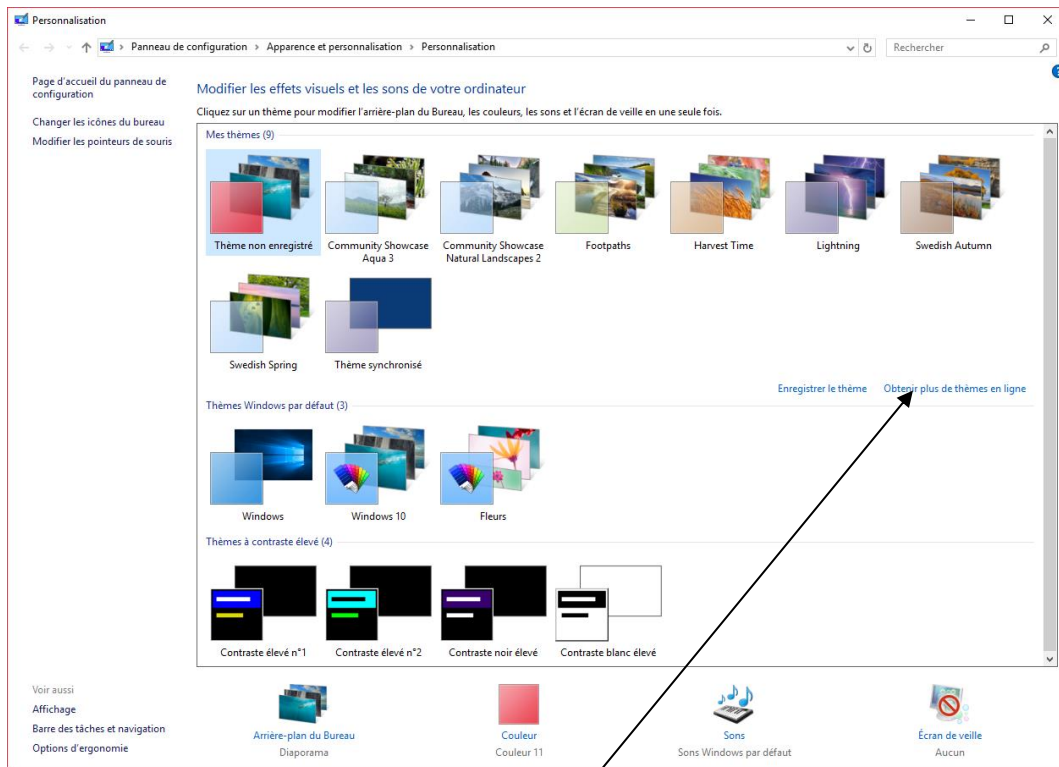 Personnalisation
Panneau de configuration > Apparence et personnalisation > Personnalisation
Rechercher
Page d'accueil du panneau de configuration
Changer les icônes du bureau
Modifier les pointeurs de souris
Modifier les effets visuels et les sons de votre ordinateur
Cliquez sur un thème pour modifier l'arrière-plan du Bureau, les couleurs, les sons et l'écran de veille en une seule fois.
Mes thèmes (9)
Thème non enregistré
Community Showcase Aqua 3
Community Showcase Natural Landscapes 2
Footpaths
Harvest Time
Lightning
Swedish Autumn
Swedish Spring
Thème synchronisé
Enregistrer le thème
Obtenir plus de thèmes en ligne
Thèmes Windows par défaut (3)
Windows
Windows 10
Fleurs
Thèmes à contraste élevé (4)
Contraste élevé n°1
Contraste élevé n°2
Contraste noir élevé
Contraste blanc élevé
Voir aussi
Affichage
Barre des tâches et navigation
Options d'ergonomie
Arrière-plan du Bureau
Diaporama
Couleur
Couleur 11
Sons
Sons Windows par défaut
Écran de veille
Aucun